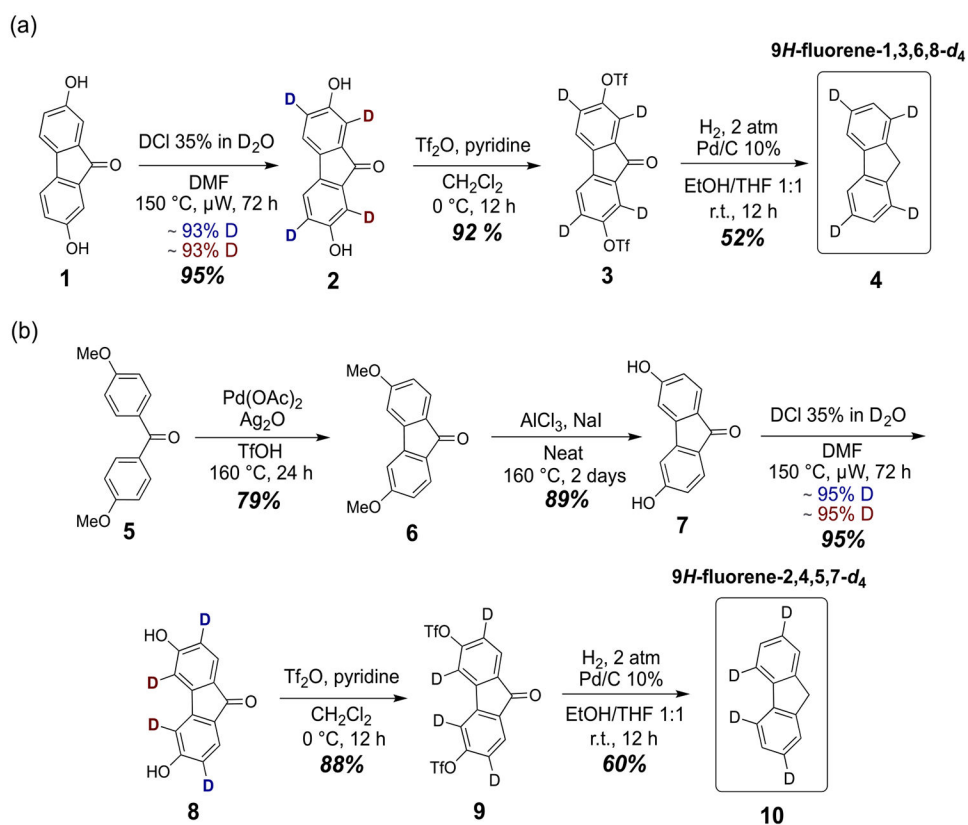 (a)
9H-fluorene-1,3,6,8-d4
OH
O
OH
1
DCl 35% in D2O
DMF
150 °C, µW, 72 h
~ 93% D
~ 93% D
95%
OH
D
D
O
D
D
OH
2
Tf2O, pyridine
CH2Cl2
0 °C, 12 h
92 %
OTf
D
D
O
D
D
OTf
3
H2, 2 atm
Pd/C 10%
EtOH/THF 1:1
r.t., 12 h
52%
D
D
D
D
4
(b)
MeO
O
MeO
5
Pd(OAc)2
Ag2O
TfOH
160 °C, 24 h
79%
MeO
O
MeO
6
AlCl3, NaI
Neat
160 °C, 2 days
89%
HO
O
HO
7
DCl 35% in D2O
DMF
150 °C, µW, 72 h
~ 95% D
~ 95% D
95%
9H-fluorene-2,4,5,7-d4
D
HO
D
O
D
HO
D
8
Tf2O, pyridine
CH2Cl2
0 °C, 12 h
88%
D
TfO
D
O
D
TfO
D
9
H2, 2 atm
Pd/C 10%
EtOH/THF 1:1
r.t., 12 h
60%
D
D
D
D
10